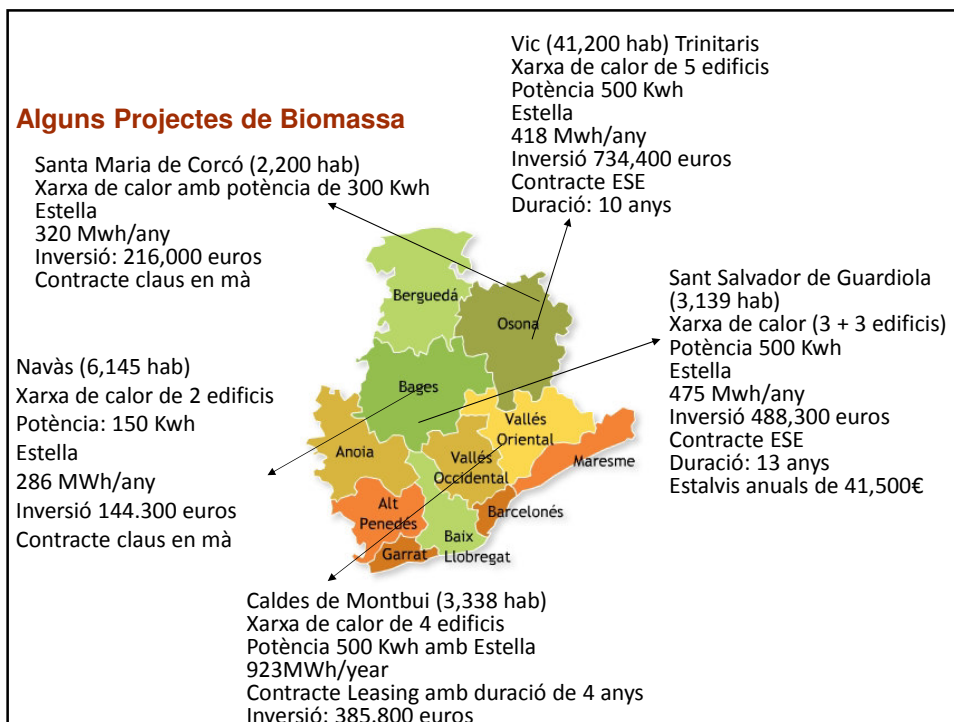 Alguns Projectes de Biomassa
Santa Maria de Corcó (2,200 hab)
Xarxa de calor amb potència de 300 Kwh
Estella
320 Mwh/any
Inversió: 216,000 euros
Contracte claus en mà
Vic (41,200 hab) Trinitaris
Xarxa de calor de 5 edificis
Potència 500 Kwh
Estella
418 Mwh/any
Inversió 734,400 euros
Contracte ESE
Duració: 10 anys
Navàs (6,145 hab)
Xarxa de calor de 2 edificis
Potència: 150 Kwh
Estella
286 MWh/any
Inversió 144.300 euros
Contracte claus en mà
Berguedá
Osona
Bages
Anoia
Vallés
Oriental
Vallés
Occidental
Maresme
Alt
Penedés
Barcelonés
Baix
Llobregat
Garrat
Sant Salvador de Guardiola
(3,139 hab)
Xarxa de calor (3 + 3 edificis)
Potència 500 Kwh
Estella
475 Mwh/any
Inversió 488,300 euros
Contracte ESE
Duració: 13 anys
Estalvis anuals de 41,500€
Caldes de Montbui (3,338 hab)
Xarxa de calor de 4 edificis
Potència 500 Kwh amb Estella
923MWh/year
Contracte Leasing amb duració de 4 anys
Inversió: 385.800 euros